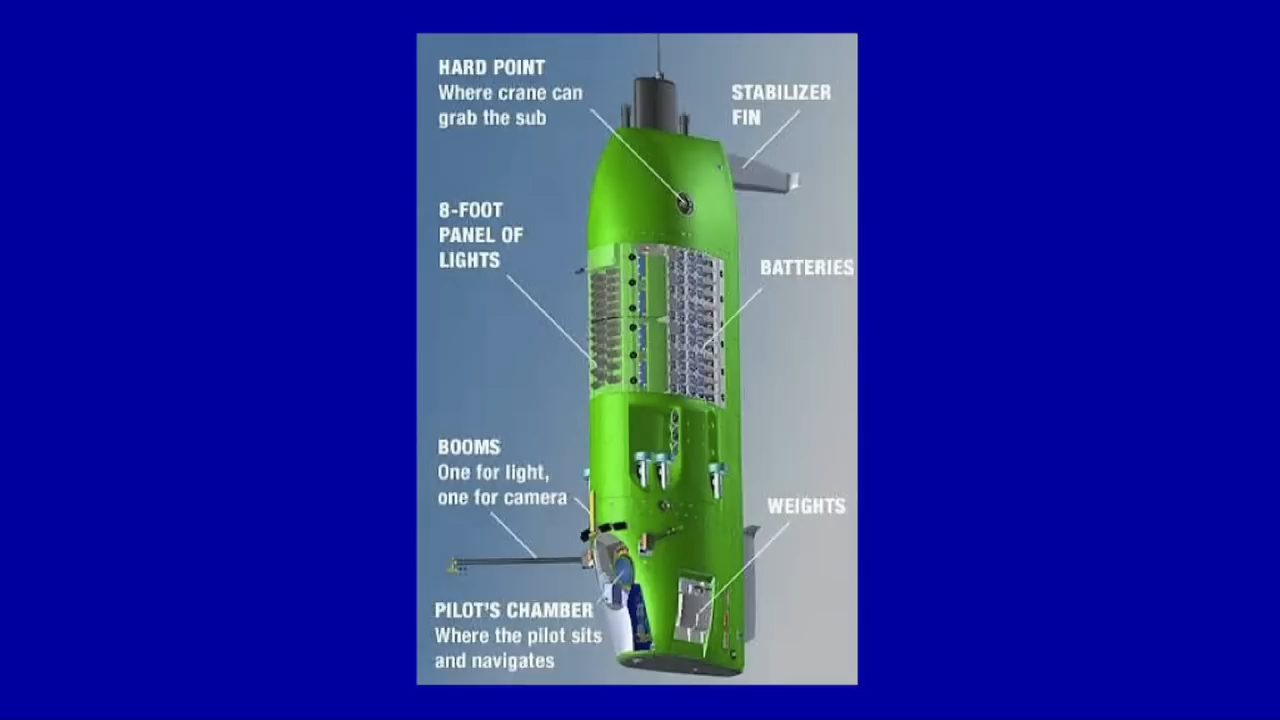 HARD POINT
Where crane can
grab the sub
STABILIZER
FIN
8-FOOT
PANEL OF
LIGHTS
BATTERIES
BOOMS
One for light,
one for camera
WEIGHTS
PILOT'S CHAMBER
Where the pilot sits
and navigates